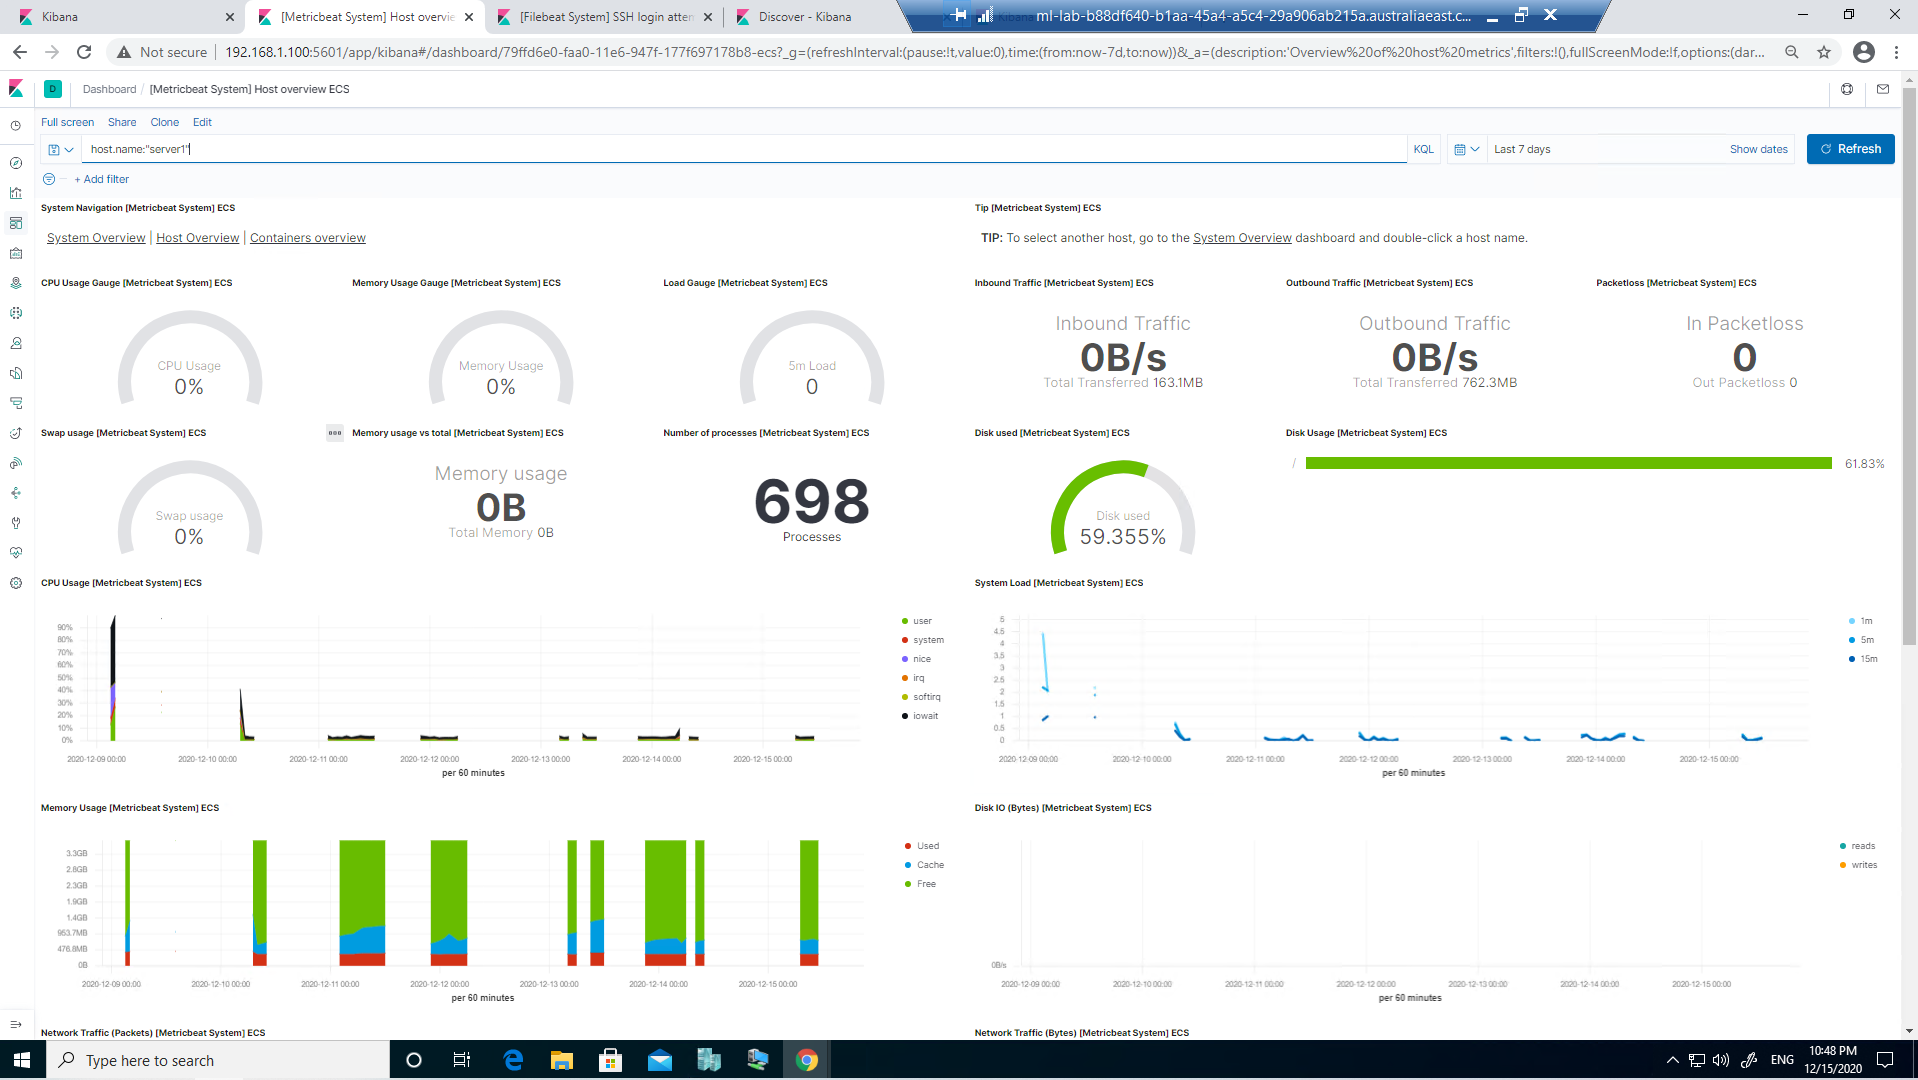 Kibana
[Metricbeat System] Host overvie
[Filebeat System] SSH login atten
Discover - Kibana
ml-lab-b88df640-b1aa-45a4-a5c4-29a906ab215a.australiaeast.c...
Not secure
192.168.1.100:5601/app/kibana#/dashboard/79ffd6e0-faa0-11e6-947f-177f697178b8-ecs?_g=(refreshInterval:(pause:!t,value:0),time:(from:now-7d,to:now))&_a=(description:'Overview%20of%20host%20metrics',filters:!(),fullScreenMode:!f,options:(dar...
D
Dashboard / [Metricbeat System] Host overview ECS
Full screen Share Clone Edit
host.name:"server1"
KQL
Last 7 days
Show dates
Refresh
+ Add filter
System Navigation [Metricbeat System] ECS
Tip [Metricbeat System] ECS
System Overview | Host Overview | Containers overview
TIP: To select another host, go to the System Overview dashboard and double-click a host name.
CPU Usage Gauge [Metricbeat System] ECS
Memory Usage Gauge [Metricbeat System] ECS
Load Gauge [Metricbeat System] ECS
Inbound Traffic [Metricbeat System] ECS
Outbound Traffic [Metricbeat System] ECS
Packetloss [Metricbeat System] ECS
CPU Usage
0%
Memory Usage
0%
5m Load
0
Inbound Traffic
0B/s
Total Transferred 163.1MB
Outbound Traffic
0B/s
Total Transferred 762.3MB
In Packetloss
0
Out Packetloss 0
Swap usage [Metricbeat System] ECS
Memory usage vs total [Metricbeat System] ECS
Number of processes [Metricbeat System] ECS
Disk used [Metricbeat System] ECS
Disk Usage [Metricbeat System] ECS
Swap usage
0%
Memory usage
0B
Total Memory 0B
698
Processes
Disk used
59.355%
/
61.83%
CPU Usage [Metricbeat System] ECS
90%
80%
70%
60%
50%
40%
30%
20%
10%
0%
2020-12-09 00:00 2020-12-10 00:00 2020-12-11 00:00 2020-12-12 00:00 2020-12-13 00:00 2020-12-14 00:00 2020-12-15 00:00
per 60 minutes
user
system
nice
irq
softirq
iowait
System Load [Metricbeat System] ECS
5
4.5
4
3.5
3
2.5
2
1.5
1
0.5
0
2020-12-09 00:00 2020-12-10 00:00 2020-12-11 00:00 2020-12-12 00:00 2020-12-13 00:00 2020-12-14 00:00 2020-12-15 00:00
per 60 minutes
1m
5m
15m
Memory Usage [Metricbeat System] ECS
3.3GB
2.8GB
2.3GB
1.9GB
1.4GB
953.7MB
476.8MB
0B
2020-12-09 00:00 2020-12-10 00:00 2020-12-11 00:00 2020-12-12 00:00 2020-12-13 00:00 2020-12-14 00:00 2020-12-15 00:00
per 60 minutes
Used
Cache
Free
Disk IO (Bytes) [Metricbeat System] ECS
0B/s
2020-12-09 00:00 2020-12-10 00:00 2020-12-11 00:00 2020-12-12 00:00 2020-12-13 00:00 2020-12-14 00:00 2020-12-15 00:00
per 60 minutes
reads
writes
Network Traffic (Packets) [Metricbeat System] ECS
Network Traffic (Bytes) [Metricbeat System] ECS
Type here to search
ENG
10:48 PM
12/15/2020